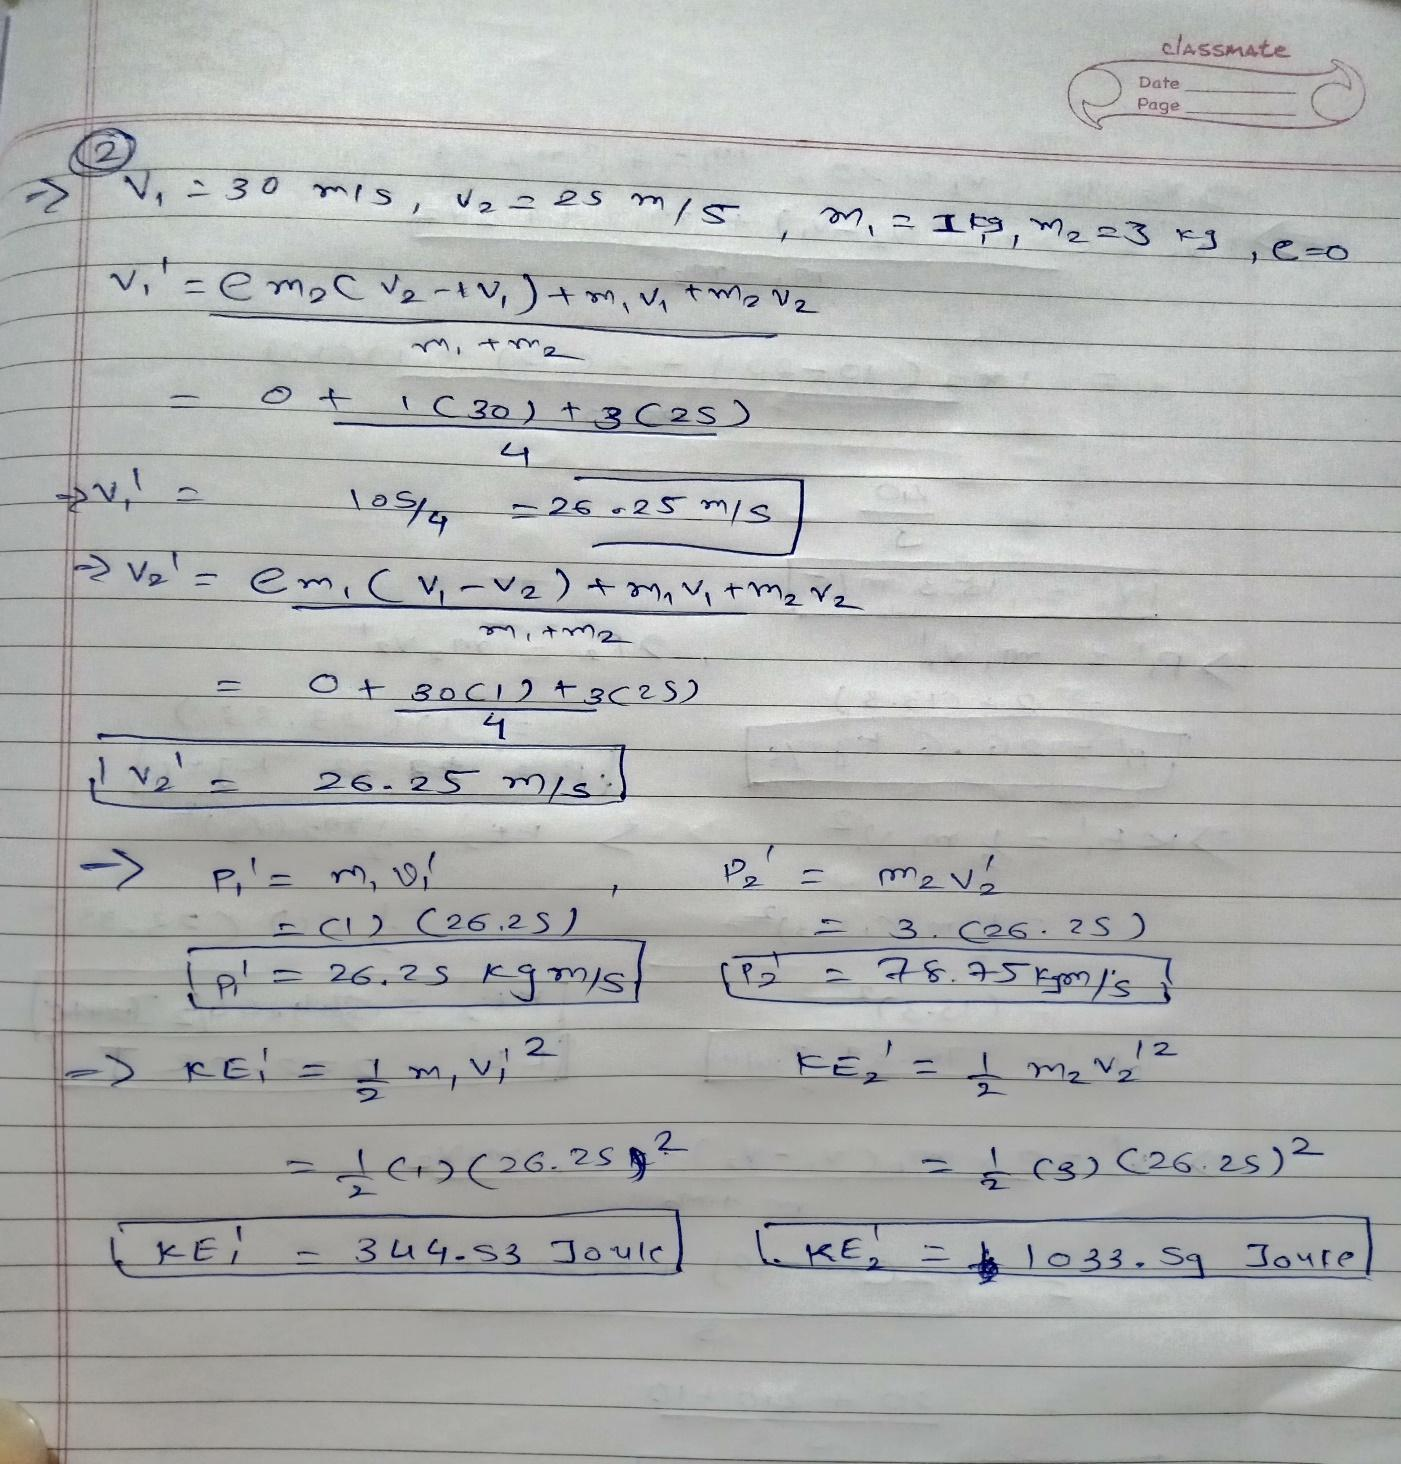 classmate
Date
Page
②
=> V₁ = 30 m/s, V₂ = 25 m/s, m₁ = 1 kg, m₂ = 3 kg, e=0
V₁' = e m₂ ( V₂ - V₁ ) + m₁ V₁ + m₂ V₂
m₁ + m₂
= 0 + 1 (30) + 3 (25)
4
=> V₁' = 105/4 = 26.25 m/s
=> V₂' = e m₁ ( V₁ - V₂ ) + m₁ V₁ + m₂ V₂
m₁ + m₂
= 0 + 30(1) + 3(25)
4
V₂' = 26.25 m/s
-> P₁' = m₁ v₁' , P₂' = m₂ v₂'
= (1) (26.25) = 3. (26.25)
P₁' = 26.25 kg m/s P₂' = 78.75 kgm/s
=> KE₁' = 1/2 m₁ V₁'² KE₂' = 1/2 m₂ V₂'²
= 1/2 (1) (26.25)² = 1/2 (3) (26.25)²
KE₁' = 344.53 Joule KE₂' = 1033.59 Joule